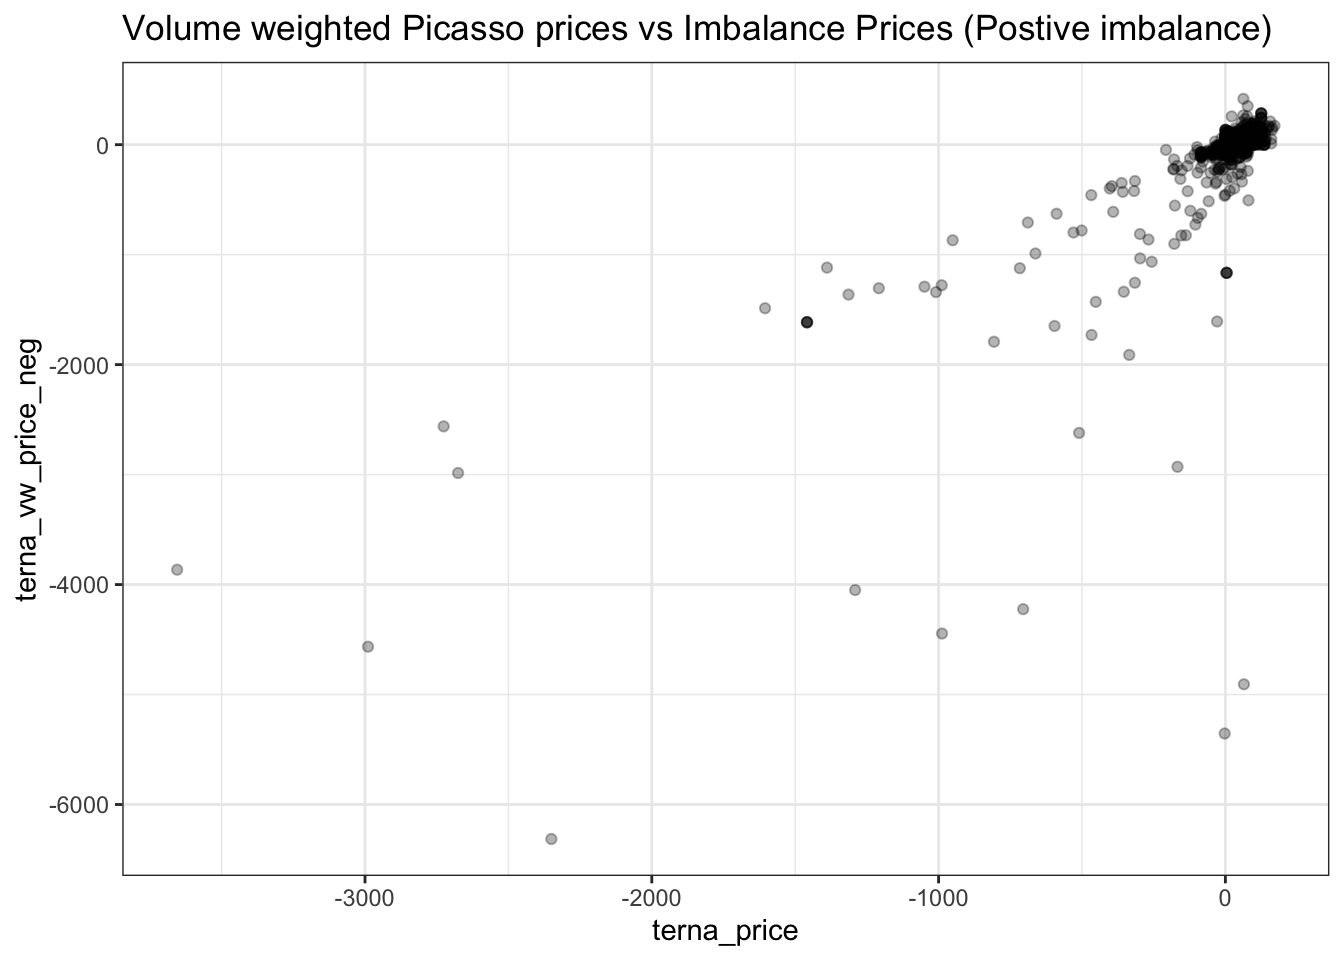 Volume weighted Picasso prices vs Imbalance Prices (Postive imbalance)
0
-2000
-4000
-6000
terna_vw_price_neg
-3000
-2000
-1000
0
terna_price